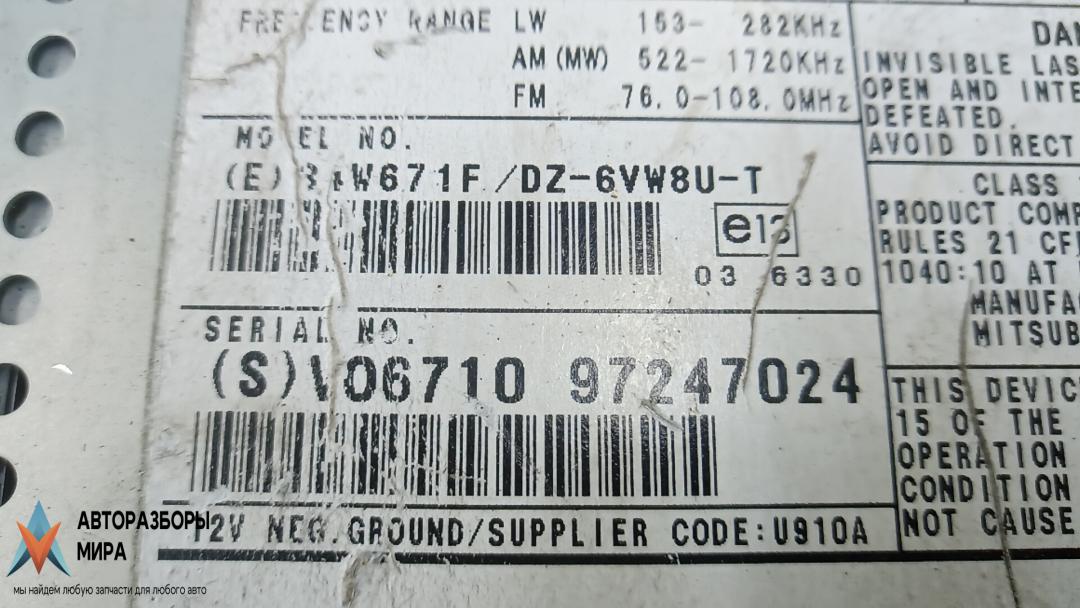 FREQUENCY RANGE LW 153- 282KHz
AM (MW) 522- 1720KHz
FM 76.0-108.0MHz
MODEL NO.
(E) W671F/DZ-6VW8U-T
e13
03 6330
SERIAL NO.
06710 97247024
12V NEG.GROUND/SUPPLIER CODE:U910A
DAN
INVISIBLE LAS
OPEN AND INTE
DEFEATED.
AVOID DIRECT
CLASS
PRODUCT COMP
RULES 21 CF
1040:10 AT
MANUFA
MITSUB
THIS DEVIC
15 OF THE
OPERATION
CONDITION
NOT CAUSE
АВТОРАЗБОРЫ
МИРА
мы найдем любую запчасти для любого авто